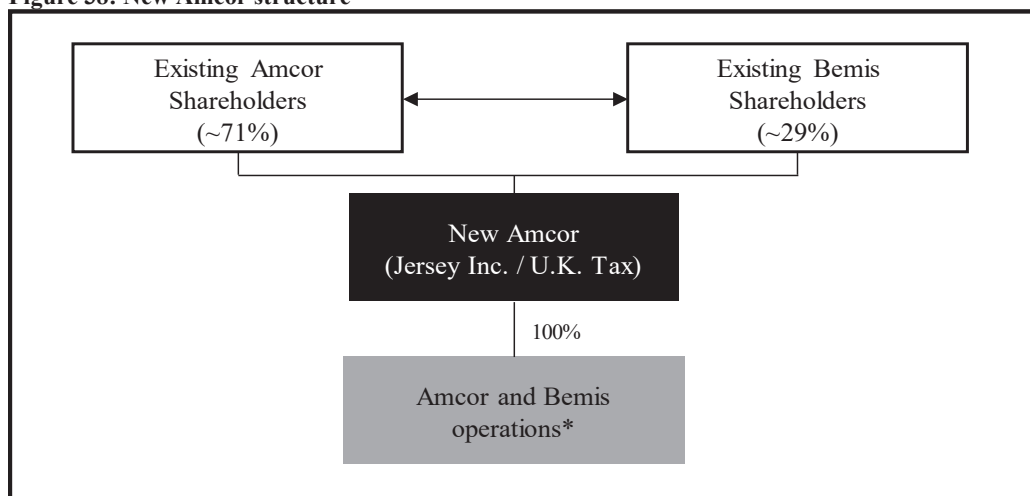 Figure 38: New Amcor structure
Existing Amcor
Shareholders
(~71%)
Existing Bemis
Shareholders
(~29%)
New Amcor
(Jersey Inc. / U.K. Tax)
100%
Amcor and Bemis
operations*